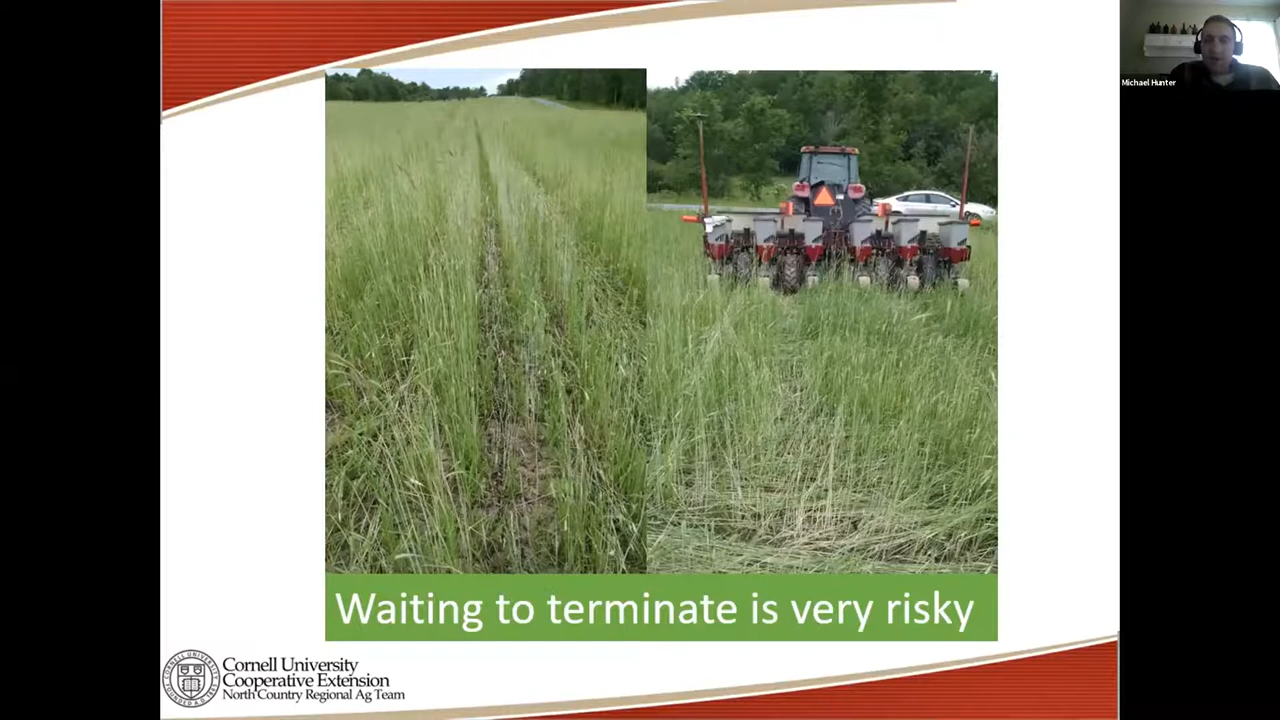 Michael Hunter
Waiting to terminate is very risky
Cornell University
Cooperative Extension
North Country Regional Ag Team